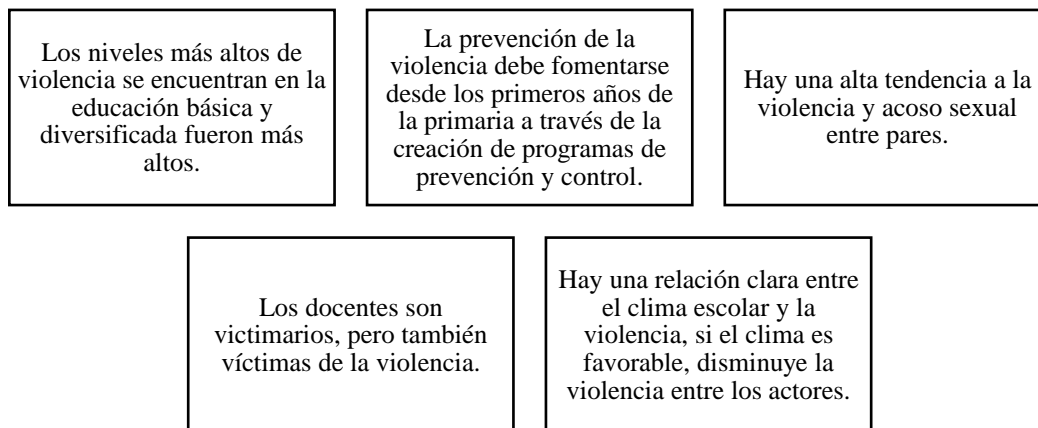 Los niveles más altos de
violencia se encuentran en la
educación básica y
diversificada fueron más
altos.
La prevención de la
violencia debe fomentarse
desde los primeros años de
la primaria a través de la
creación de programas de
prevención y control.
Hay una alta tendencia a la
violencia y acoso sexual
entre pares.
Los docentes son
victimarios, pero también
víctimas de la violencia.
Hay una relación clara entre
el clima escolar y la
violencia, si el clima es
favorable, disminuye la
violencia entre los actores.